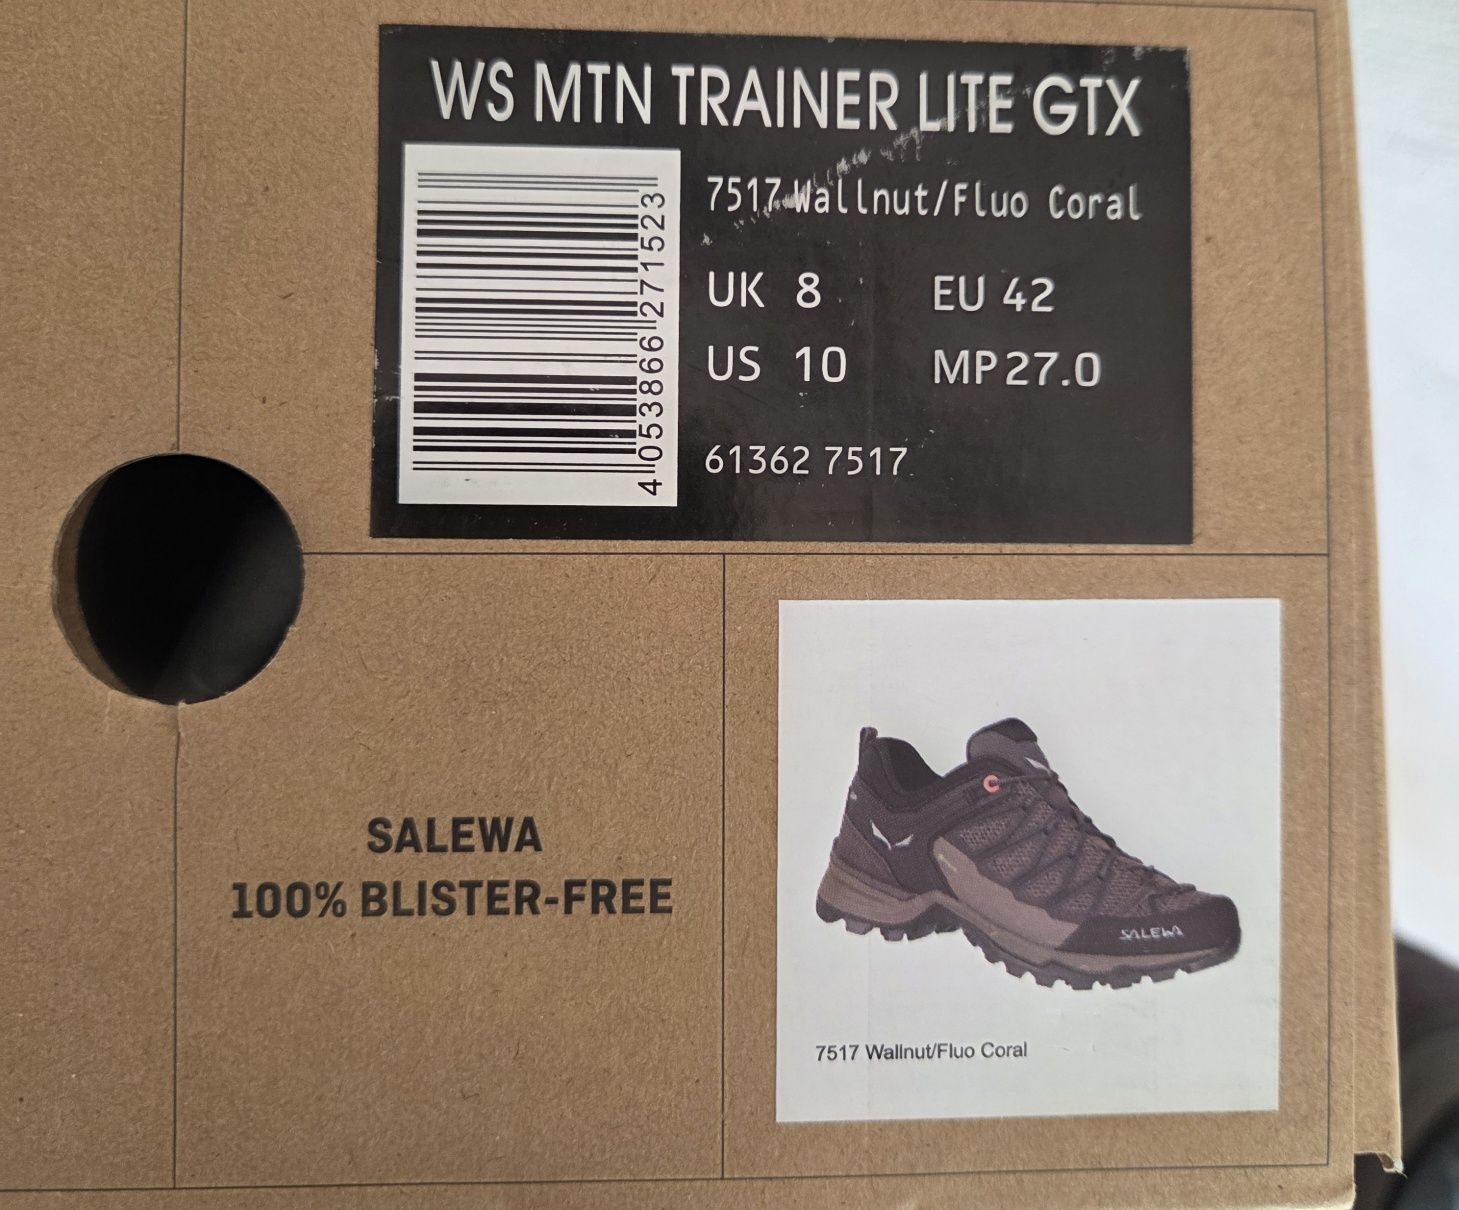 WS MTN TRAINER LITE GTX
7517 Wallnut/Fluo Coral
UK 8 EU 42
US 10 MP 27.0
61362 7517
4 053866 271523
SALEWA
100% BLISTER-FREE
SALEWA
7517 Wallnut/Fluo Coral